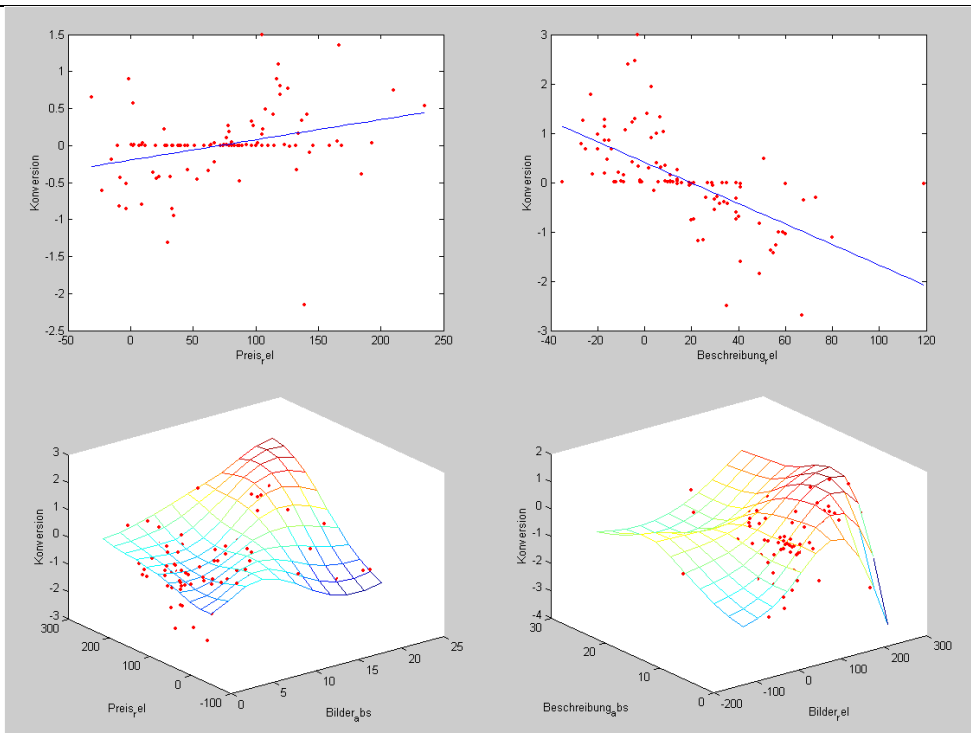 1.5
1
0.5
0
-0.5
-1
-1.5
-2
-2.5
Konversion
-50 0 50 100 150 200 250
Preis_rel
3
2
1
0
-1
-2
-3
Konversion
-40 -20 0 20 40 60 80 100 120
Beschreibung_rel
3
2
1
0
-1
-2
-3
Konversion
300
200
100
0
-100
Preis_rel
0 5 10 15 20 25
Bilder_abs
2
1
0
-1
-2
-3
-4
Konversion
30
20
10
0
Beschreibung_abs
-200 -100 0 100 200 300
Bilder_rel